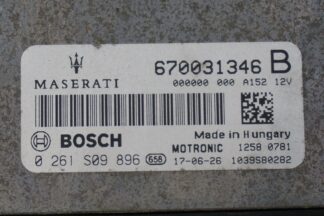 670031346 B
MASERATI
000000 000 A152 12V
Made in Hungary
BOSCH
MOTRONIC 1258 0781
0 261 S09 896 656 17-06-26 1039S80282